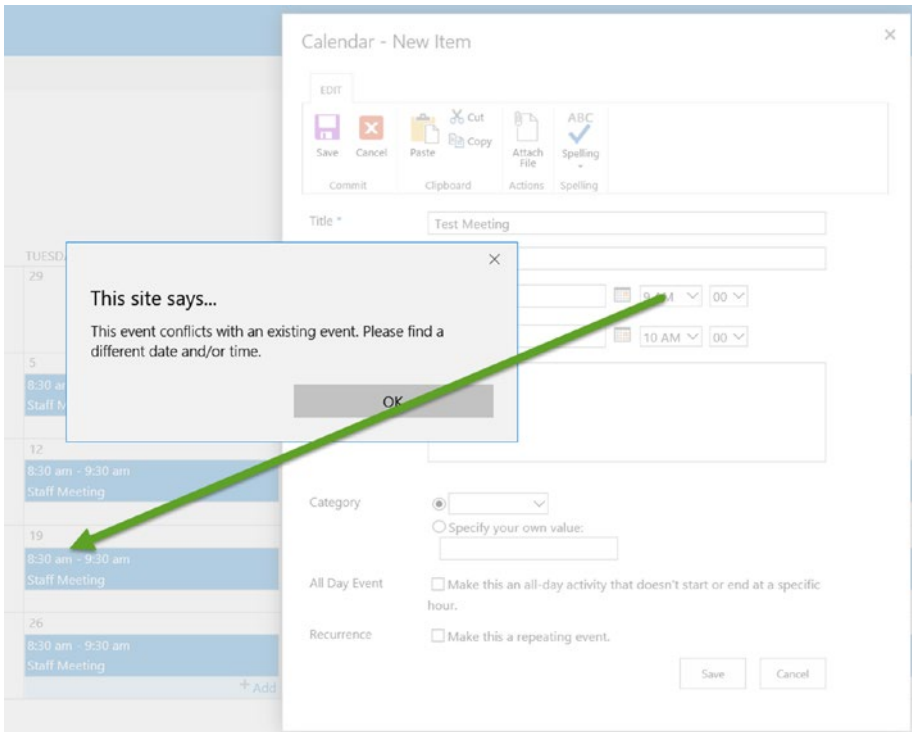 Calendar - New Item
EDIT
Save
Cancel
Paste
Cut
Copy
Attach
File
ABC
Spelling
Commit
Clipboard
Actions
Spelling
Title *
Test Meeting
TUESD
29
9 AM
00
10 AM
00
This site says...
This event conflicts with an existing event. Please find a
different date and/or time.
OK
5
8:30 am
Staff M
12
8:30 am - 9:30 am
Staff Meeting
19
8:30 am - 9:30 am
Staff Meeting
26
8:30 am - 9:30 am
Staff Meeting
+ Add
Category
Specify your own value:
All Day Event
Make this an all-day activity that doesn't start or end at a specific
hour.
Recurrence
Make this a repeating event.
Save
Cancel